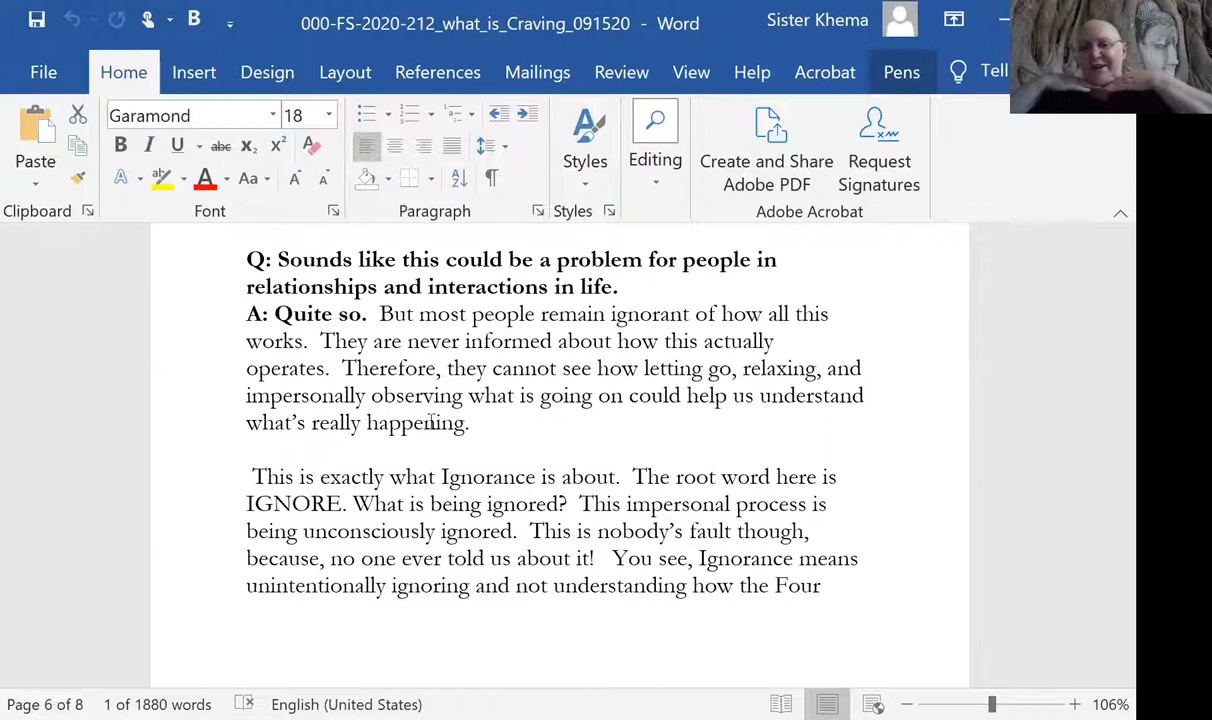 000-FS-2020-212_what_is_Craving_091520 - Word
Sister Khema
File Home Insert Design Layout References Mailings Review View Help Acrobat Pens Tell
Garamond 18
Paste
Styles
Editing
Create and Share
Adobe PDF
Request
Signatures
Clipboard Font Paragraph Styles Adobe Acrobat
Q: Sounds like this could be a problem for people in
relationships and interactions in life.
A: Quite so. But most people remain ignorant of how all this
works. They are never informed about how this actually
operates. Therefore, they cannot see how letting go, relaxing, and
impersonally observing what is going on could help us understand
what's really happening.
This is exactly what Ignorance is about. The root word here is
IGNORE. What is being ignored? This impersonal process is
being unconsciously ignored. This is nobody's fault though,
because, no one ever told us about it! You see, Ignorance means
unintentionally ignoring and not understanding how the Four
Page 6 of 8 1 of 1880 words English (United States) 106%